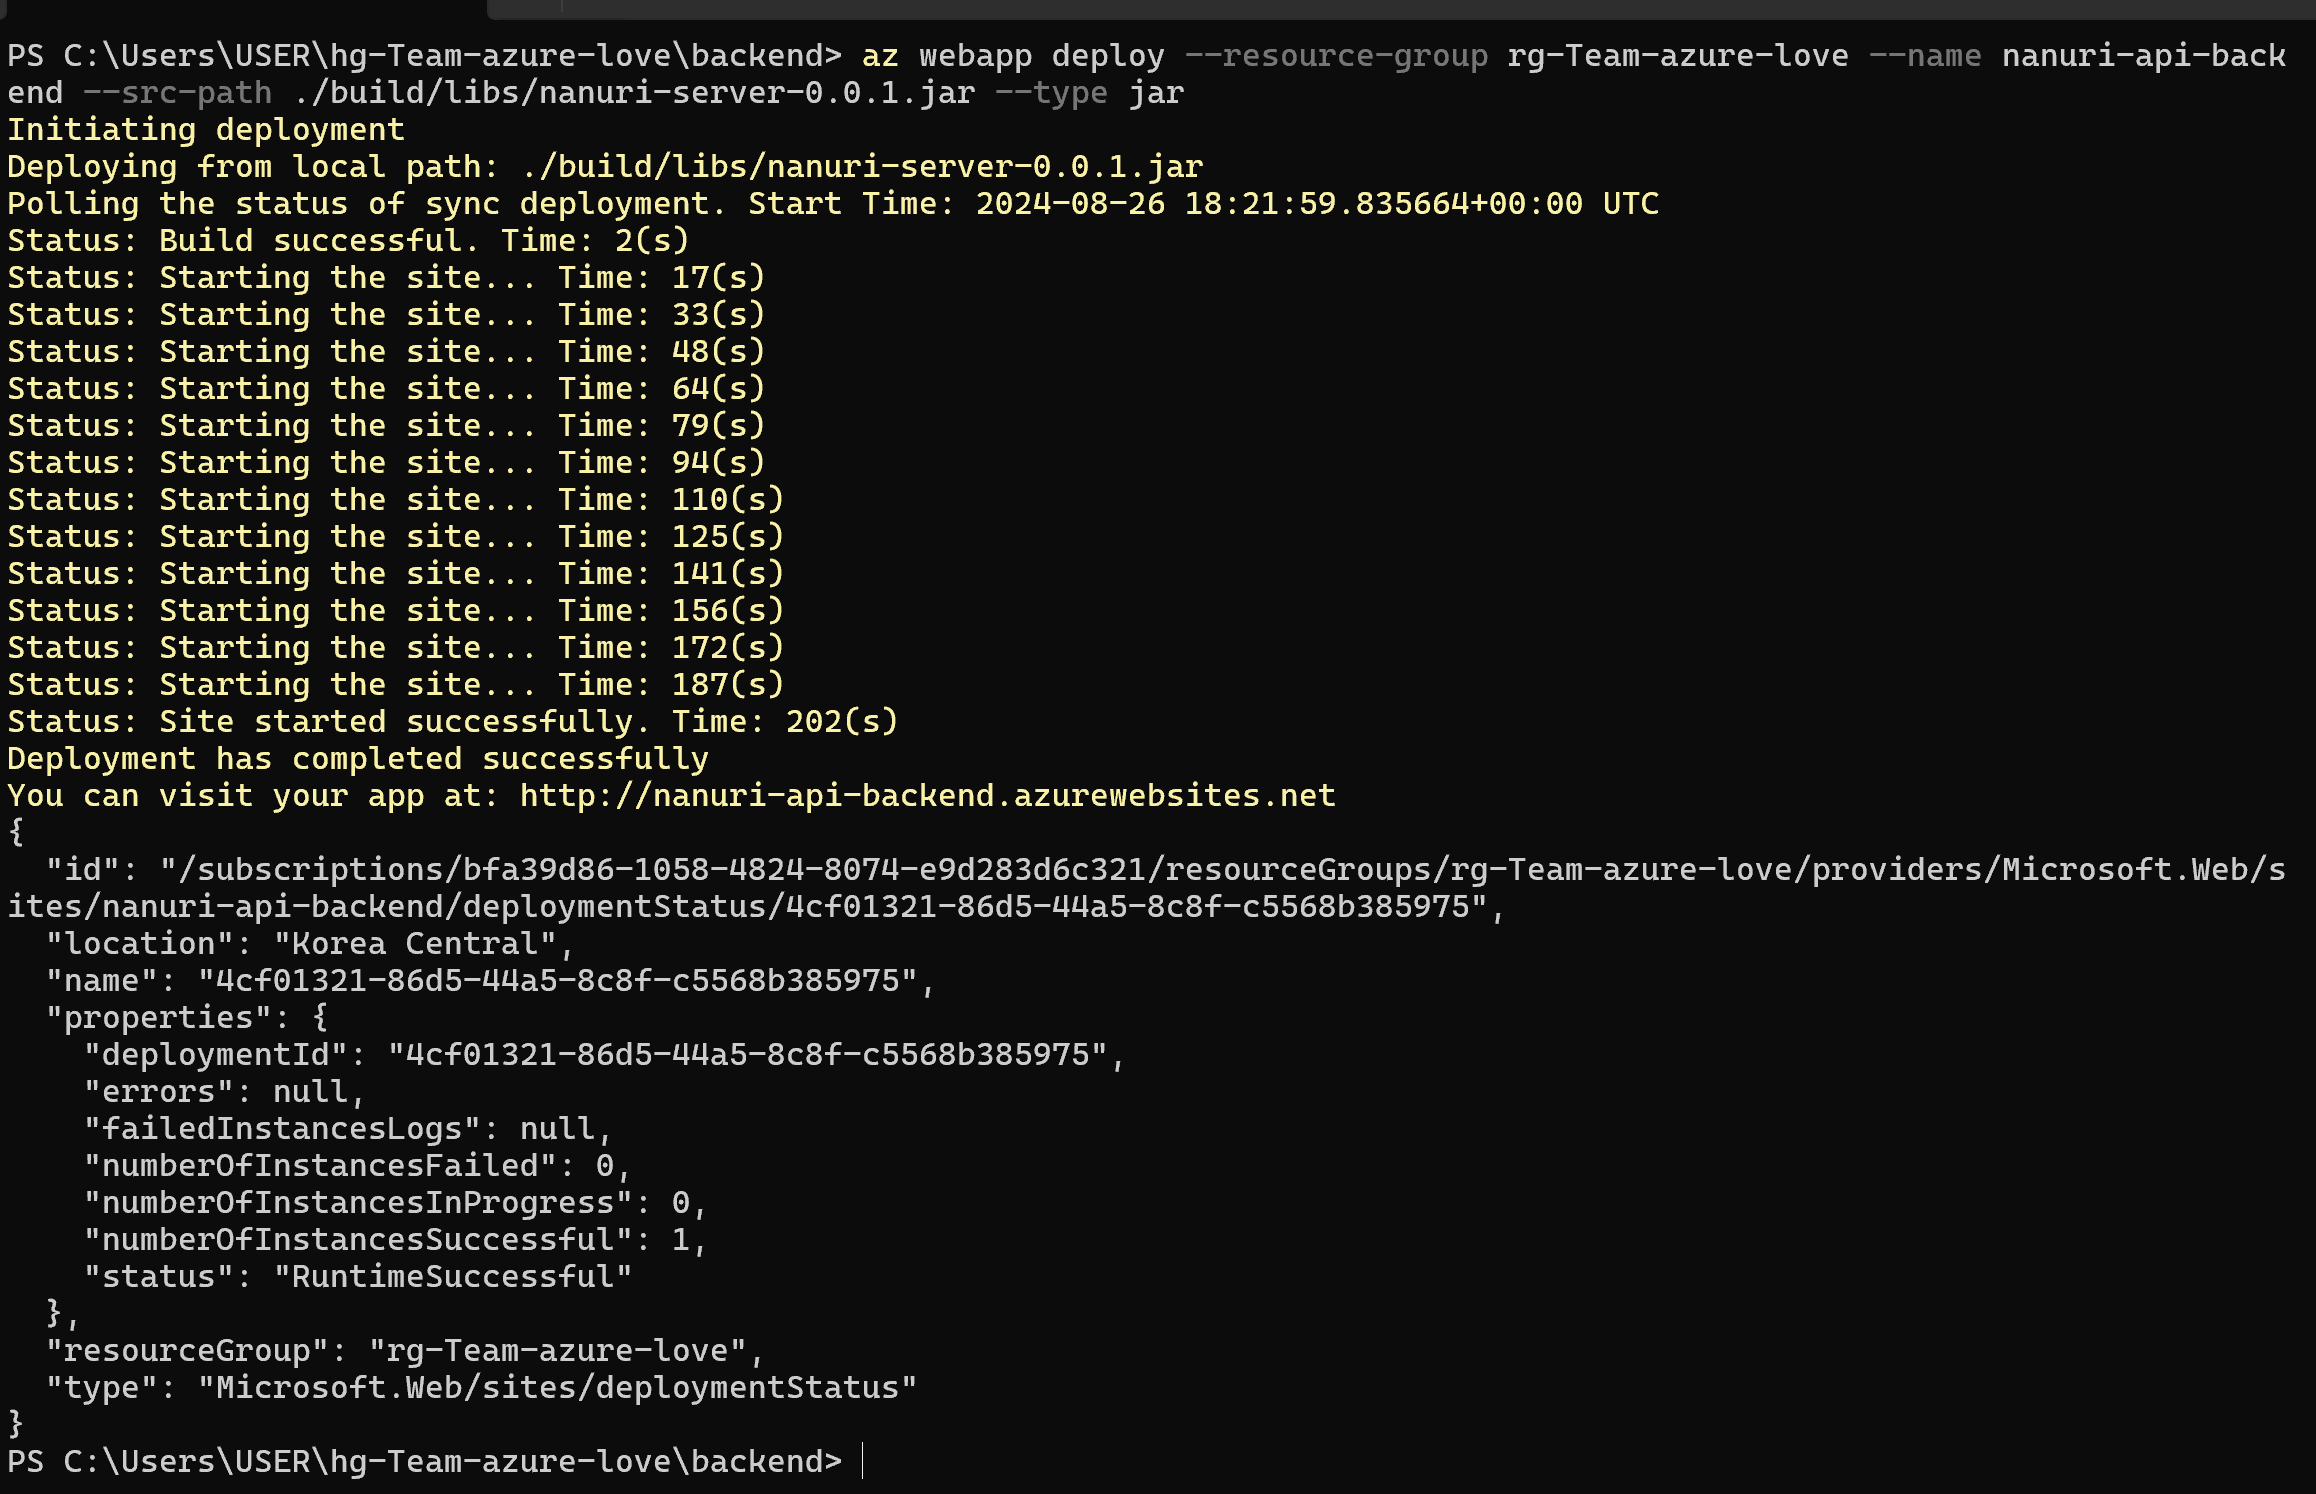 PS C:\Users\USER\hg-Team-azure-love\backend> az webapp deploy --resource-group rg-Team-azure-love --name nanuri-api-back
end --src-path ./build/libs/nanuri-server-0.0.1.jar --type jar
Initiating deployment
Deploying from local path: ./build/libs/nanuri-server-0.0.1.jar
Polling the status of sync deployment. Start Time: 2024-08-26 18:21:59.835664+00:00 UTC
Status: Build successful. Time: 2(s)
Status: Starting the site... Time: 17(s)
Status: Starting the site... Time: 33(s)
Status: Starting the site... Time: 48(s)
Status: Starting the site... Time: 64(s)
Status: Starting the site... Time: 79(s)
Status: Starting the site... Time: 94(s)
Status: Starting the site... Time: 110(s)
Status: Starting the site... Time: 125(s)
Status: Starting the site... Time: 141(s)
Status: Starting the site... Time: 156(s)
Status: Starting the site... Time: 172(s)
Status: Starting the site... Time: 187(s)
Status: Site started successfully. Time: 202(s)
Deployment has completed successfully
You can visit your app at: http://nanuri-api-backend.azurewebsites.net
{
  "id": "/subscriptions/bfa39d86-1058-4824-8074-e9d283d6c321/resourceGroups/rg-Team-azure-love/providers/Microsoft.Web/s
ites/nanuri-api-backend/deploymentStatus/4cf01321-86d5-44a5-8c8f-c5568b385975",
  "location": "Korea Central",
  "name": "4cf01321-86d5-44a5-8c8f-c5568b385975",
  "properties": {
    "deploymentId": "4cf01321-86d5-44a5-8c8f-c5568b385975",
    "errors": null,
    "failedInstancesLogs": null,
    "numberOfInstancesFailed": 0,
    "numberOfInstancesInProgress": 0,
    "numberOfInstancesSuccessful": 1,
    "status": "RuntimeSuccessful"
  },
  "resourceGroup": "rg-Team-azure-love",
  "type": "Microsoft.Web/sites/deploymentStatus"
}
PS C:\Users\USER\hg-Team-azure-love\backend>